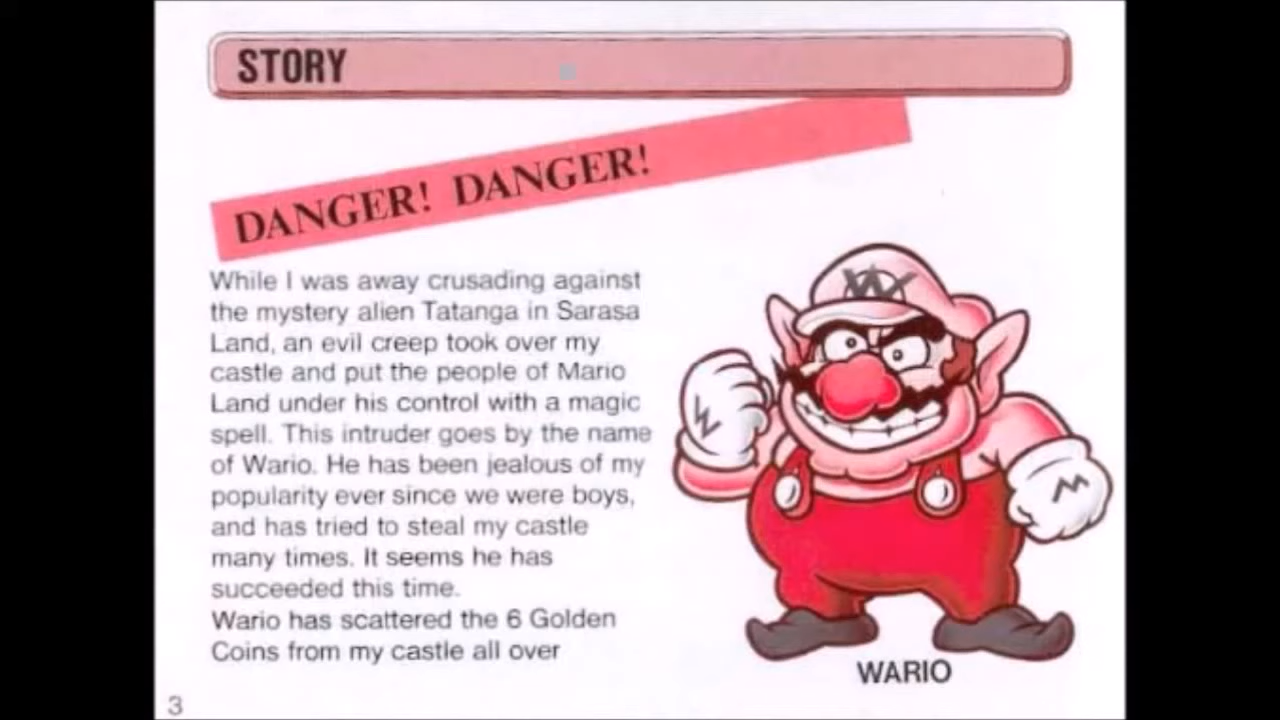 STORY
DANGER! DANGER!
While I was away crusading against
the mystery alien Tatanga in Sarasa
Land, an evil creep took over my
castle and put the people of Mario
Land under his control with a magic
spell. This intruder goes by the name
of Wario. He has been jealous of my
popularity ever since we were boys,
and has tried to steal my castle
many times. It seems he has
succeeded this time.
Wario has scattered the 6 Golden
Coins from my castle all over
W
W
WARIO
3